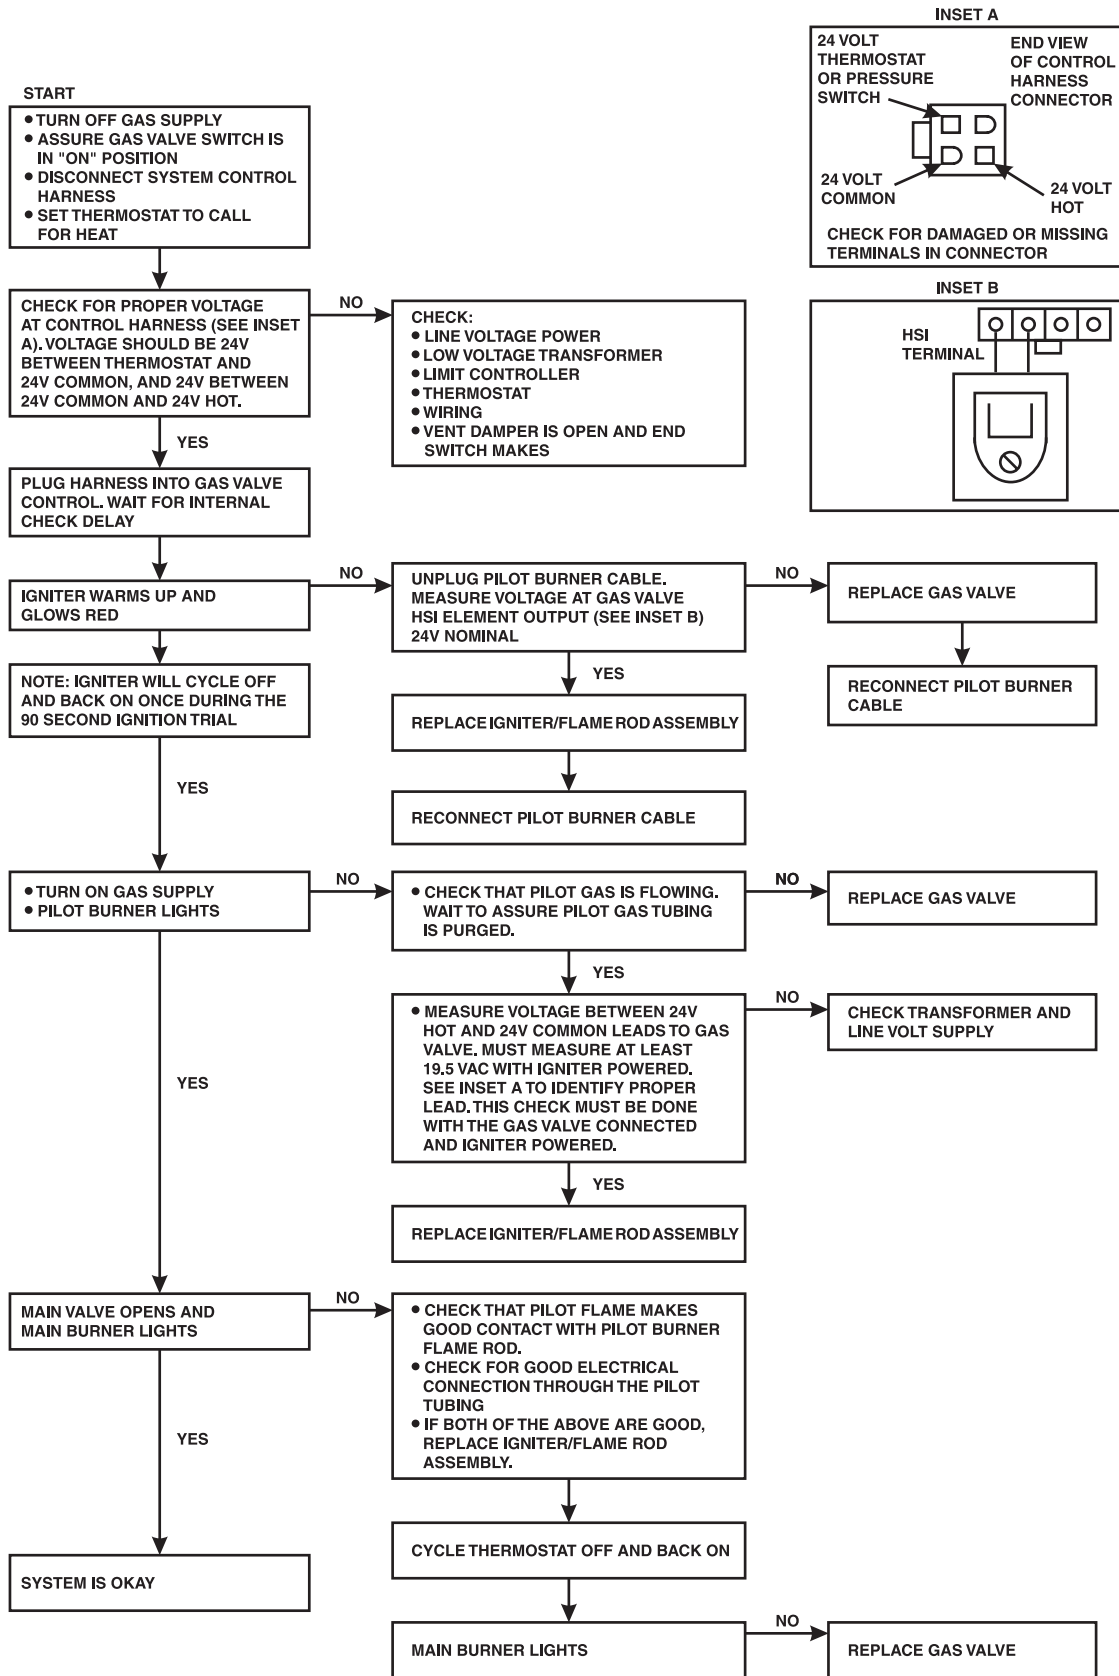 START
• TURN OFF GAS SUPPLY
• ASSURE GAS VALVE SWITCH IS
IN "ON" POSITION
• DISCONNECT SYSTEM CONTROL
HARNESS
• SET THERMOSTAT TO CALL
FOR HEAT
INSET A
24 VOLT
THERMOSTAT
OR PRESSURE
SWITCH
END VIEW
OF CONTROL
HARNESS
CONNECTOR
24 VOLT
COMMON
24 VOLT
HOT
CHECK FOR DAMAGED OR MISSING
TERMINALS IN CONNECTOR
CHECK FOR PROPER VOLTAGE
AT CONTROL HARNESS (SEE INSET
A). VOLTAGE SHOULD BE 24V
BETWEEN THERMOSTAT AND
24V COMMON, AND 24V BETWEEN
24V COMMON AND 24V HOT.
NO
CHECK:
• LINE VOLTAGE POWER
• LOW VOLTAGE TRANSFORMER
• LIMIT CONTROLLER
• THERMOSTAT
• WIRING
• VENT DAMPER IS OPEN AND END
SWITCH MAKES
INSET B
HSI
TERMINAL
YES
PLUG HARNESS INTO GAS VALVE
CONTROL. WAIT FOR INTERNAL
CHECK DELAY
IGNITER WARMS UP AND
GLOWS RED
NO
UNPLUG PILOT BURNER CABLE.
MEASURE VOLTAGE AT GAS VALVE
HSI ELEMENT OUTPUT (SEE INSET B)
24V NOMINAL
NO
REPLACE GAS VALVE
RECONNECT PILOT BURNER
CABLE
YES
REPLACE IGNITER/FLAME ROD ASSEMBLY
RECONNECT PILOT BURNER CABLE
NOTE: IGNITER WILL CYCLE OFF
AND BACK ON ONCE DURING THE
90 SECOND IGNITION TRIAL
YES
• TURN ON GAS SUPPLY
• PILOT BURNER LIGHTS
NO
• CHECK THAT PILOT GAS IS FLOWING.
WAIT TO ASSURE PILOT GAS TUBING
IS PURGED.
NO
REPLACE GAS VALVE
YES
• MEASURE VOLTAGE BETWEEN 24V
HOT AND 24V COMMON LEADS TO GAS
VALVE. MUST MEASURE AT LEAST
19.5 VAC WITH IGNITER POWERED.
SEE INSET A TO IDENTIFY PROPER
LEAD. THIS CHECK MUST BE DONE
WITH THE GAS VALVE CONNECTED
AND IGNITER POWERED.
NO
CHECK TRANSFORMER AND
LINE VOLT SUPPLY
YES
REPLACE IGNITER/FLAME ROD ASSEMBLY
YES
MAIN VALVE OPENS AND
MAIN BURNER LIGHTS
NO
• CHECK THAT PILOT FLAME MAKES
GOOD CONTACT WITH PILOT BURNER
FLAME ROD.
• CHECK FOR GOOD ELECTRICAL
CONNECTION THROUGH THE PILOT
TUBING
• IF BOTH OF THE ABOVE ARE GOOD,
REPLACE IGNITER/FLAME ROD
ASSEMBLY.
YES
CYCLE THERMOSTAT OFF AND BACK ON
SYSTEM IS OKAY
MAIN BURNER LIGHTS
NO
REPLACE GAS VALVE